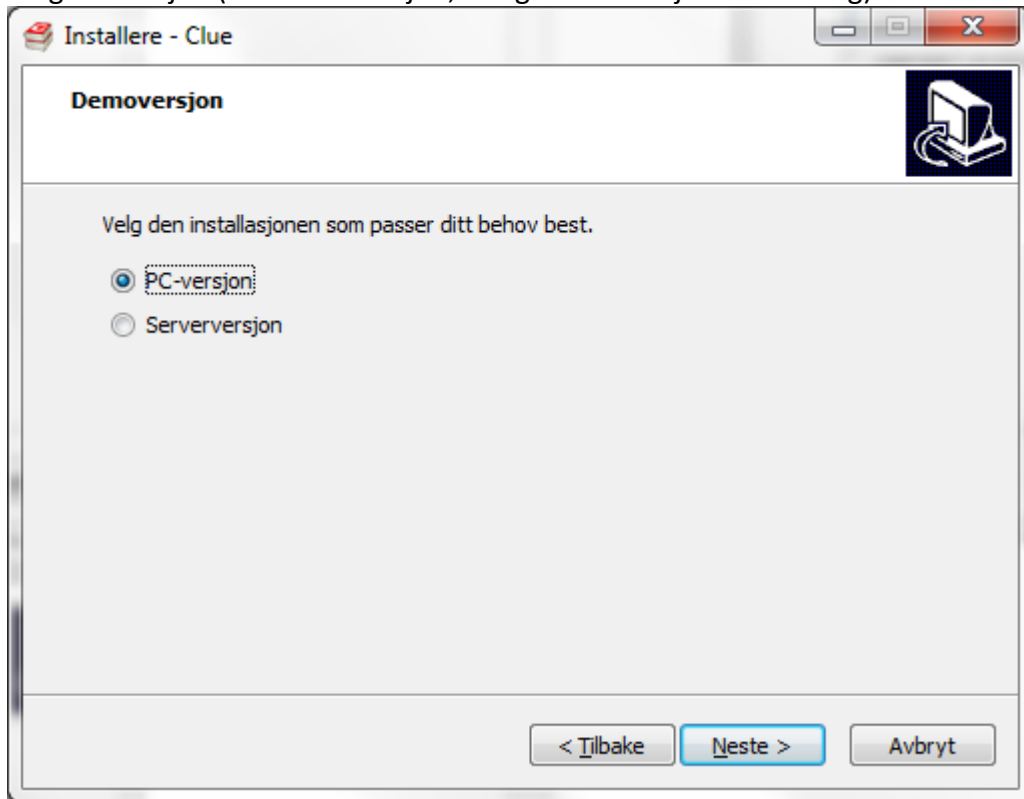 Installere - Clue
Demoversjon
Velg den installasjonen som passer ditt behov best.
PC-versjon
Serverversjon
< Tilbake
Neste >
Avbryt